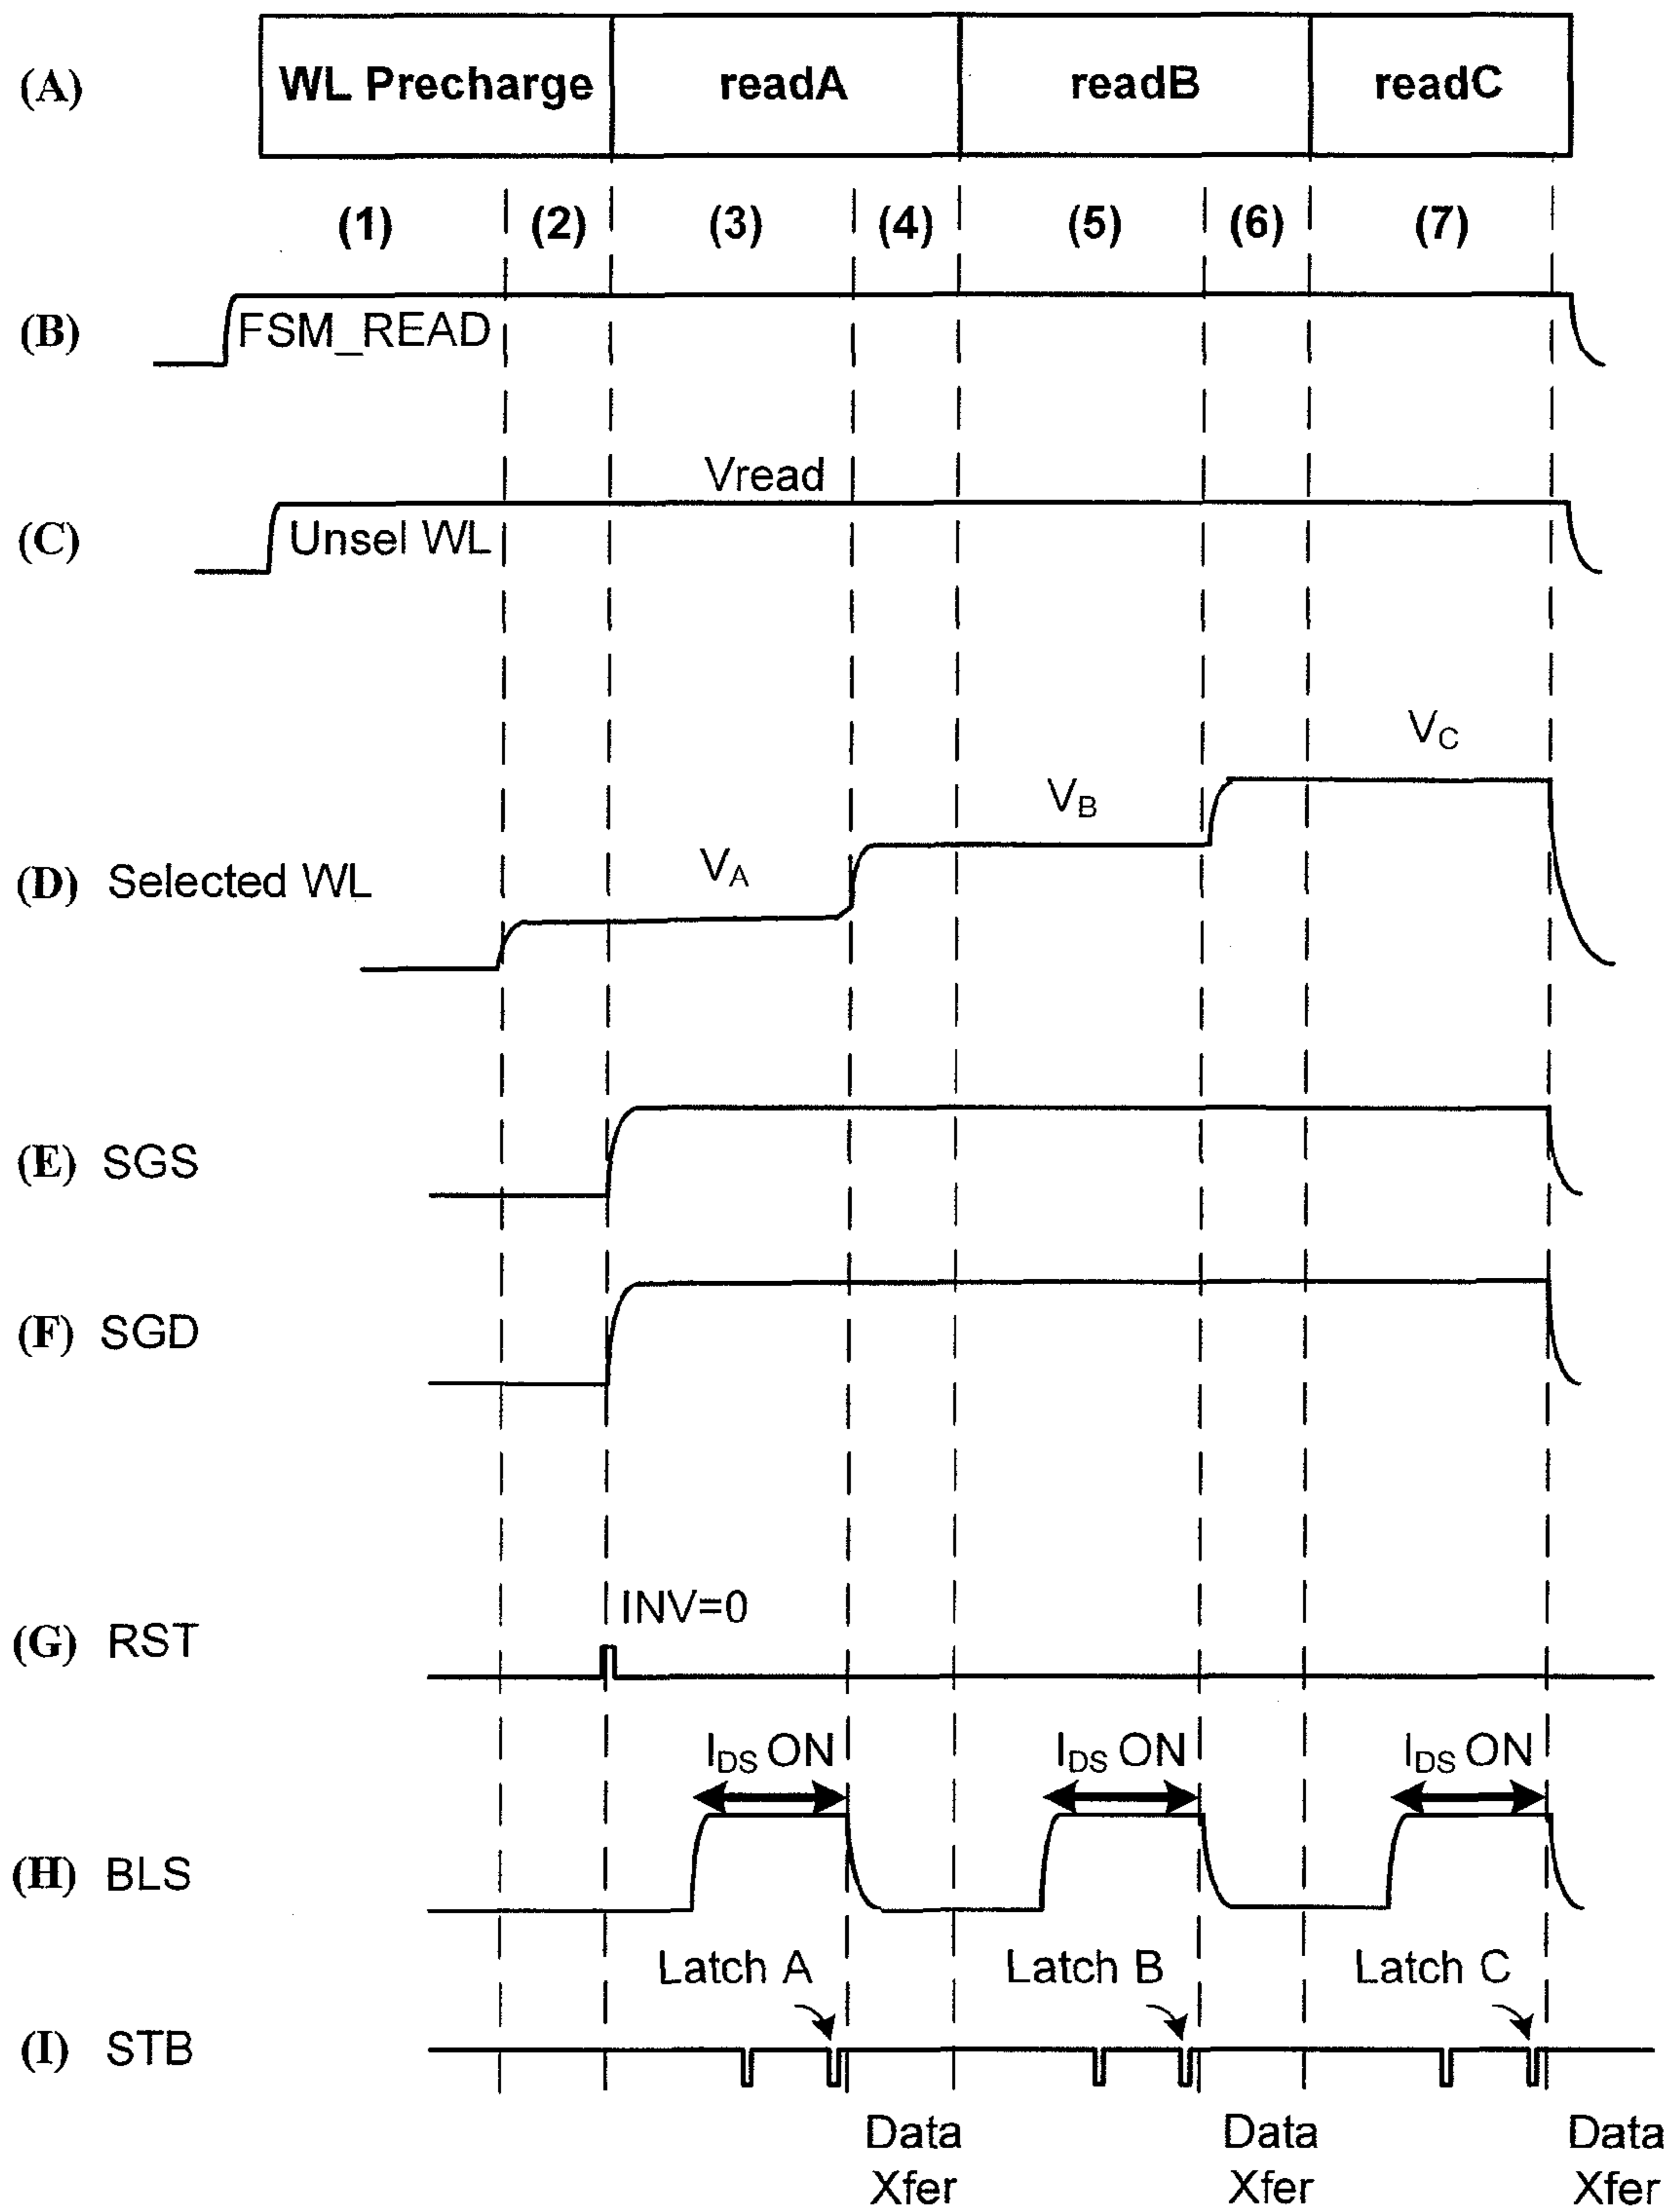 (A) WL Precharge readA readB readC
(1) (2) (3) (4) (5) (6) (7)
(B) FSM_READ
Vread
(C) Unsel WL
VC
VB
VA
(D) Selected WL
(E) SGS
(F) SGD
INV=0
(G) RST
IDS ON IDS ON IDS ON
(H) BLS
Latch A Latch B Latch C
(I) STB
Data Data Data
Xfer Xfer Xfer